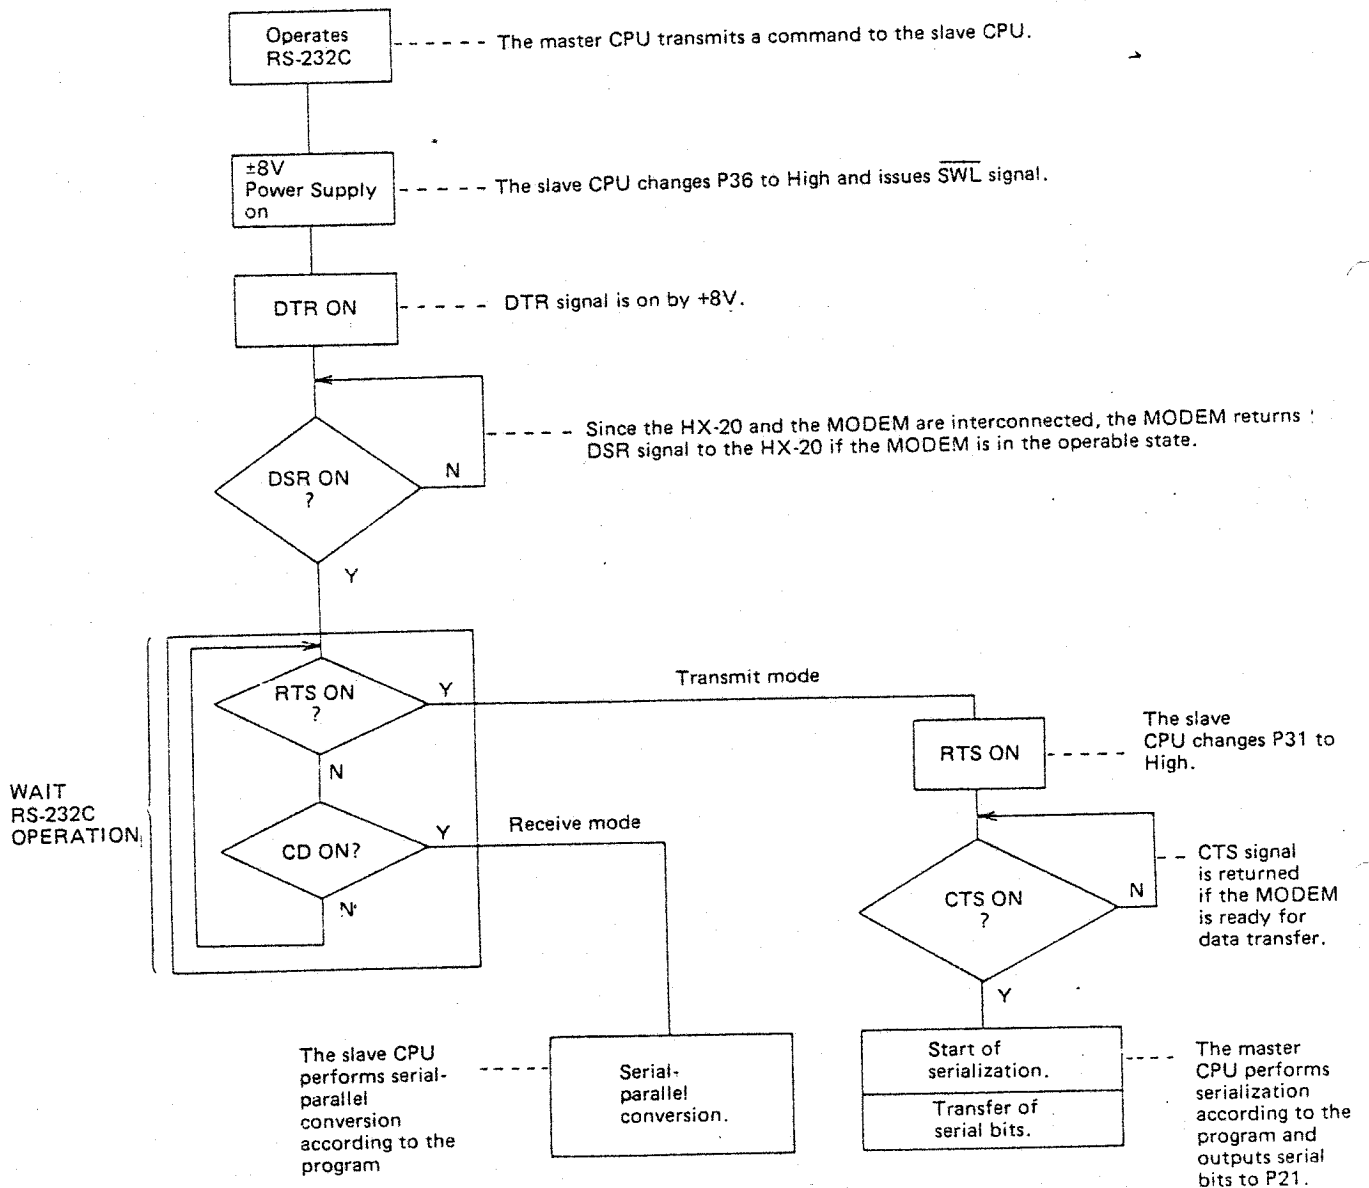 Operates
RS-232C
The master CPU transmits a command to the slave CPU.
±8V
Power Supply
on
The slave CPU changes P36 to High and issues S̅W̅L̅ signal.
DTR ON
DTR signal is on by +8V.
DSR ON
?
N
Since the HX-20 and the MODEM are interconnected, the MODEM returns
DSR signal to the HX-20 if the MODEM is in the operable state.
Y
WAIT
RS-232C
OPERATION
RTS ON
?
Y
Transmit mode
N
CD ON?
Y
Receive mode
N
RTS ON
The slave
CPU changes P31 to
High.
CTS ON
?
N
CTS signal
is returned
if the MODEM
is ready for
data transfer.
Y
The slave CPU
performs serial-
parallel
conversion
according to the
program
Serial-
parallel
conversion.
Start of
serialization.
Transfer of
serial bits.
The master
CPU performs
serialization
according to the
program and
outputs serial
bits to P21.